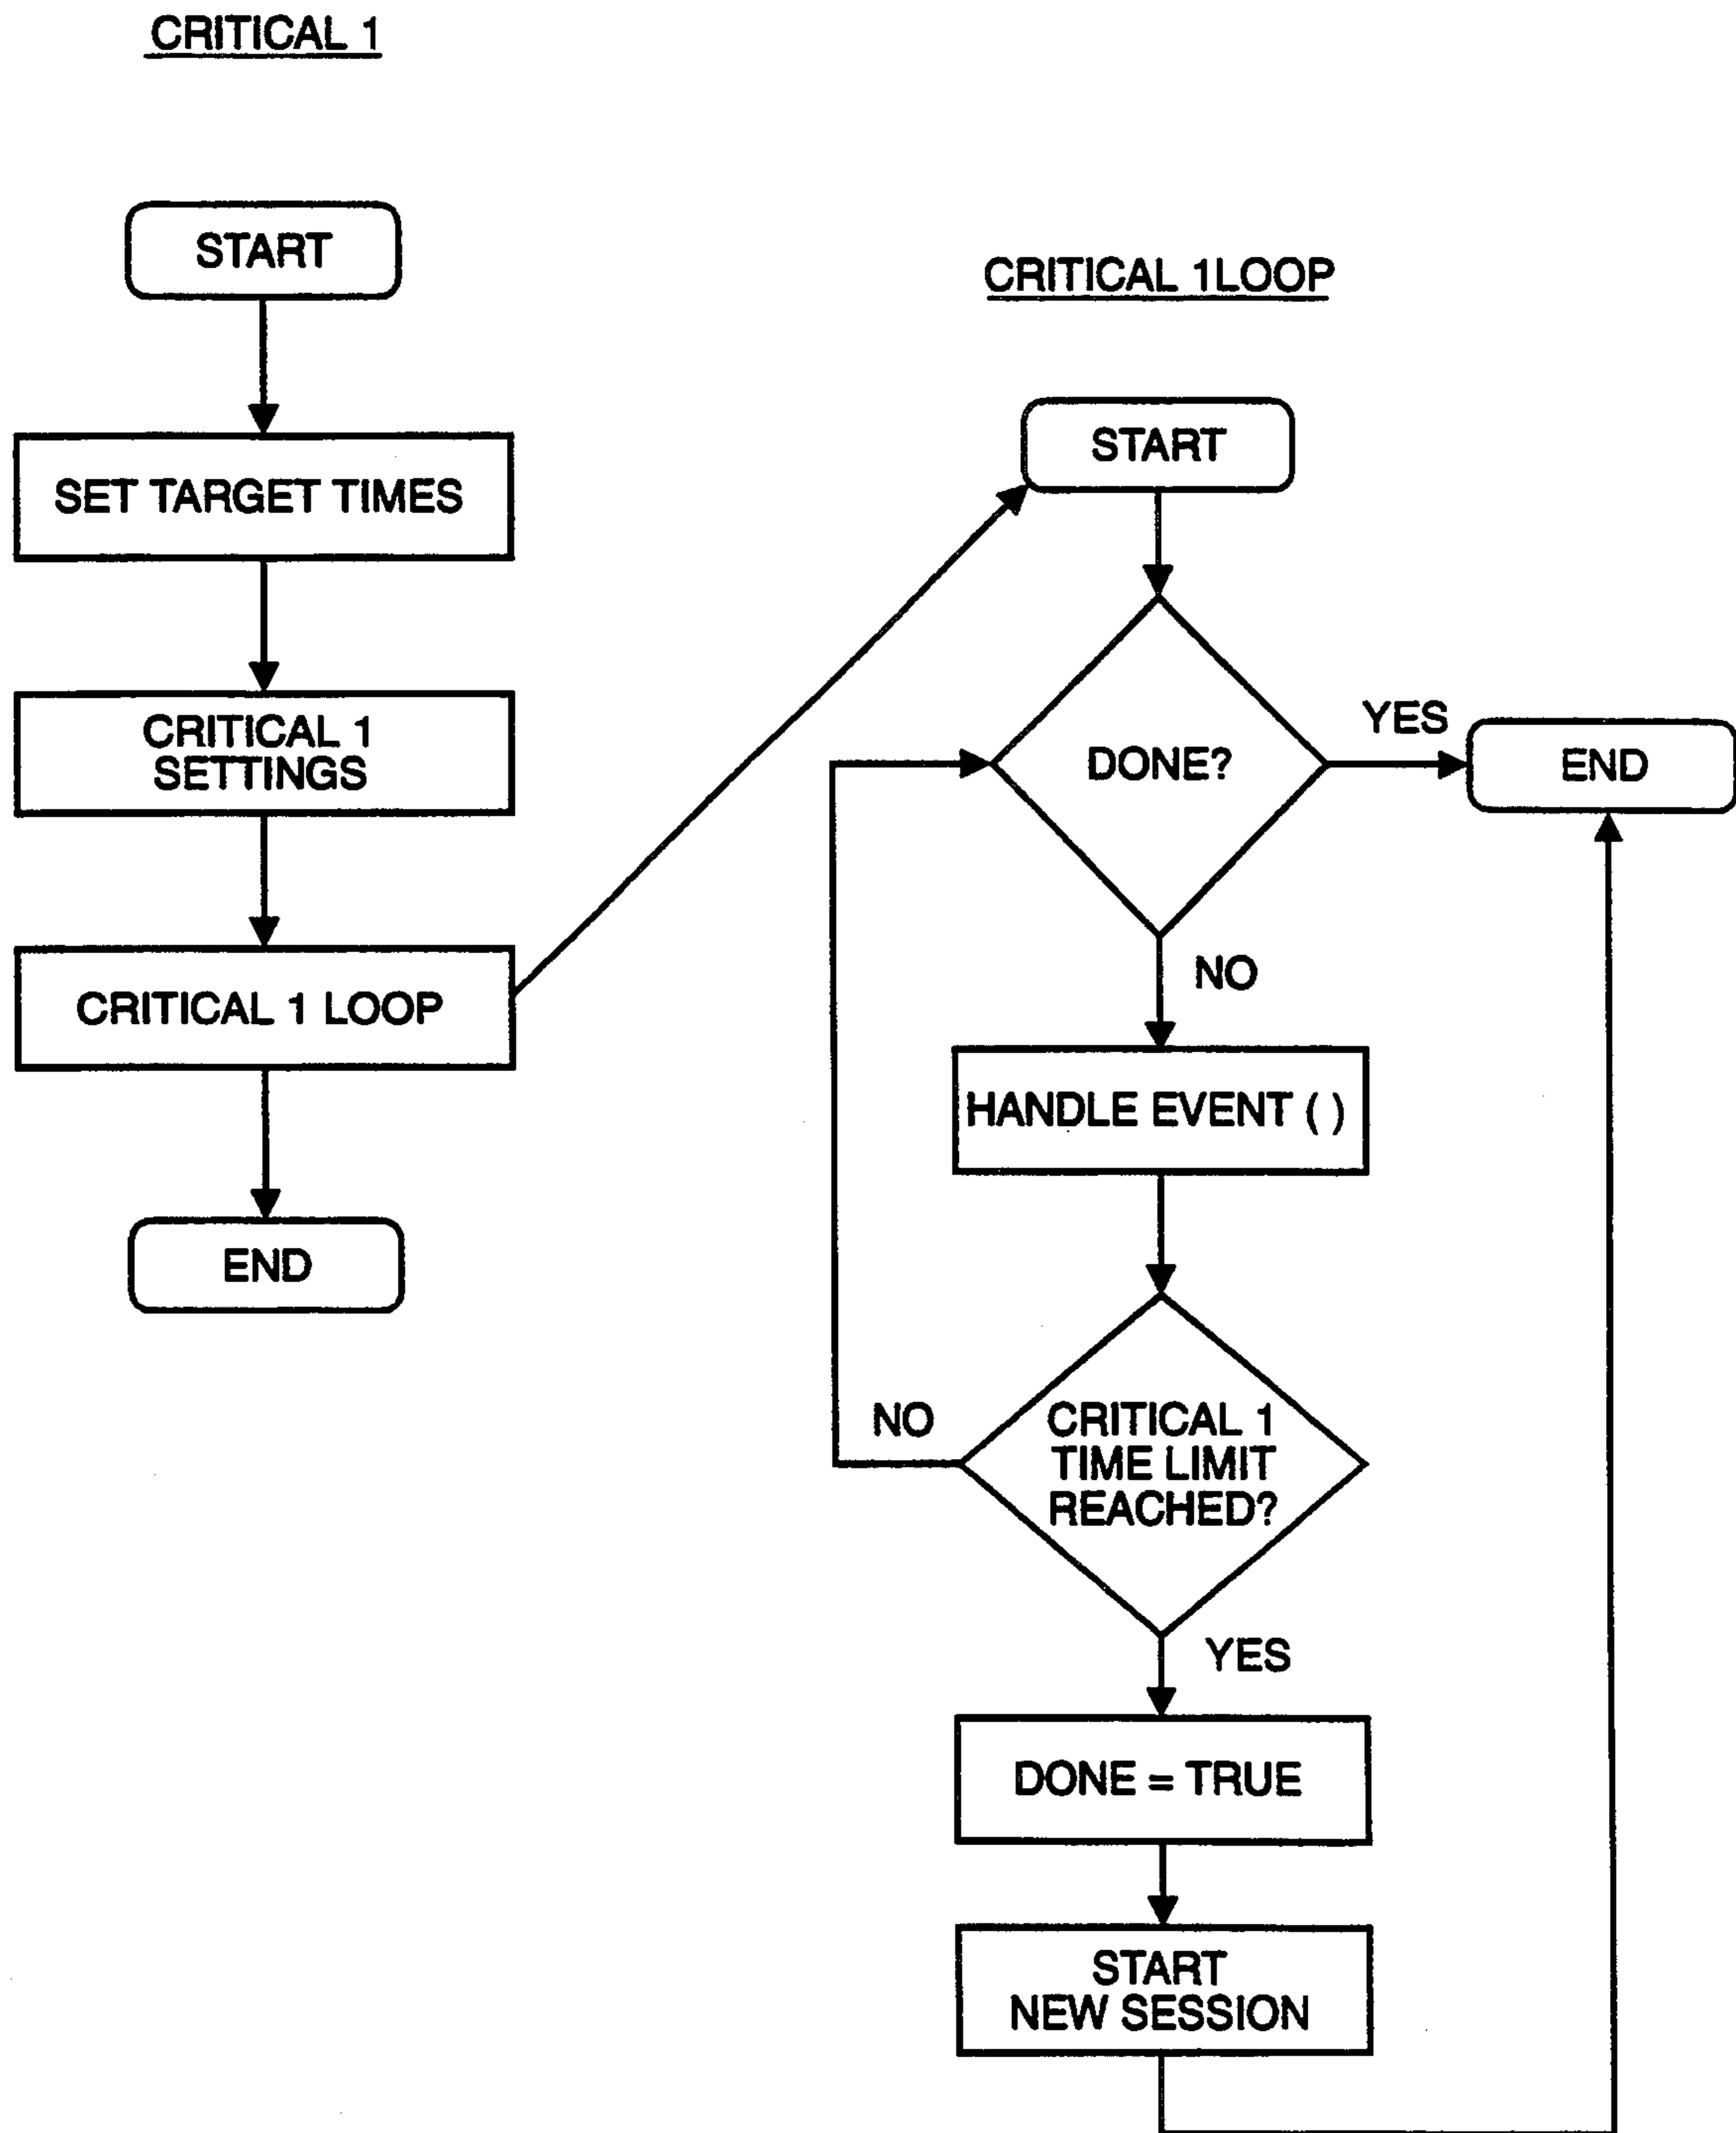 CRITICAL 1
START
SET TARGET TIMES
CRITICAL 1
SETTINGS
CRITICAL 1 LOOP
END
CRITICAL 1LOOP
START
DONE?
YES
END
NO
HANDLE EVENT ( )
NO
CRITICAL 1
TIME LIMIT
REACHED?
YES
DONE = TRUE
START
NEW SESSION